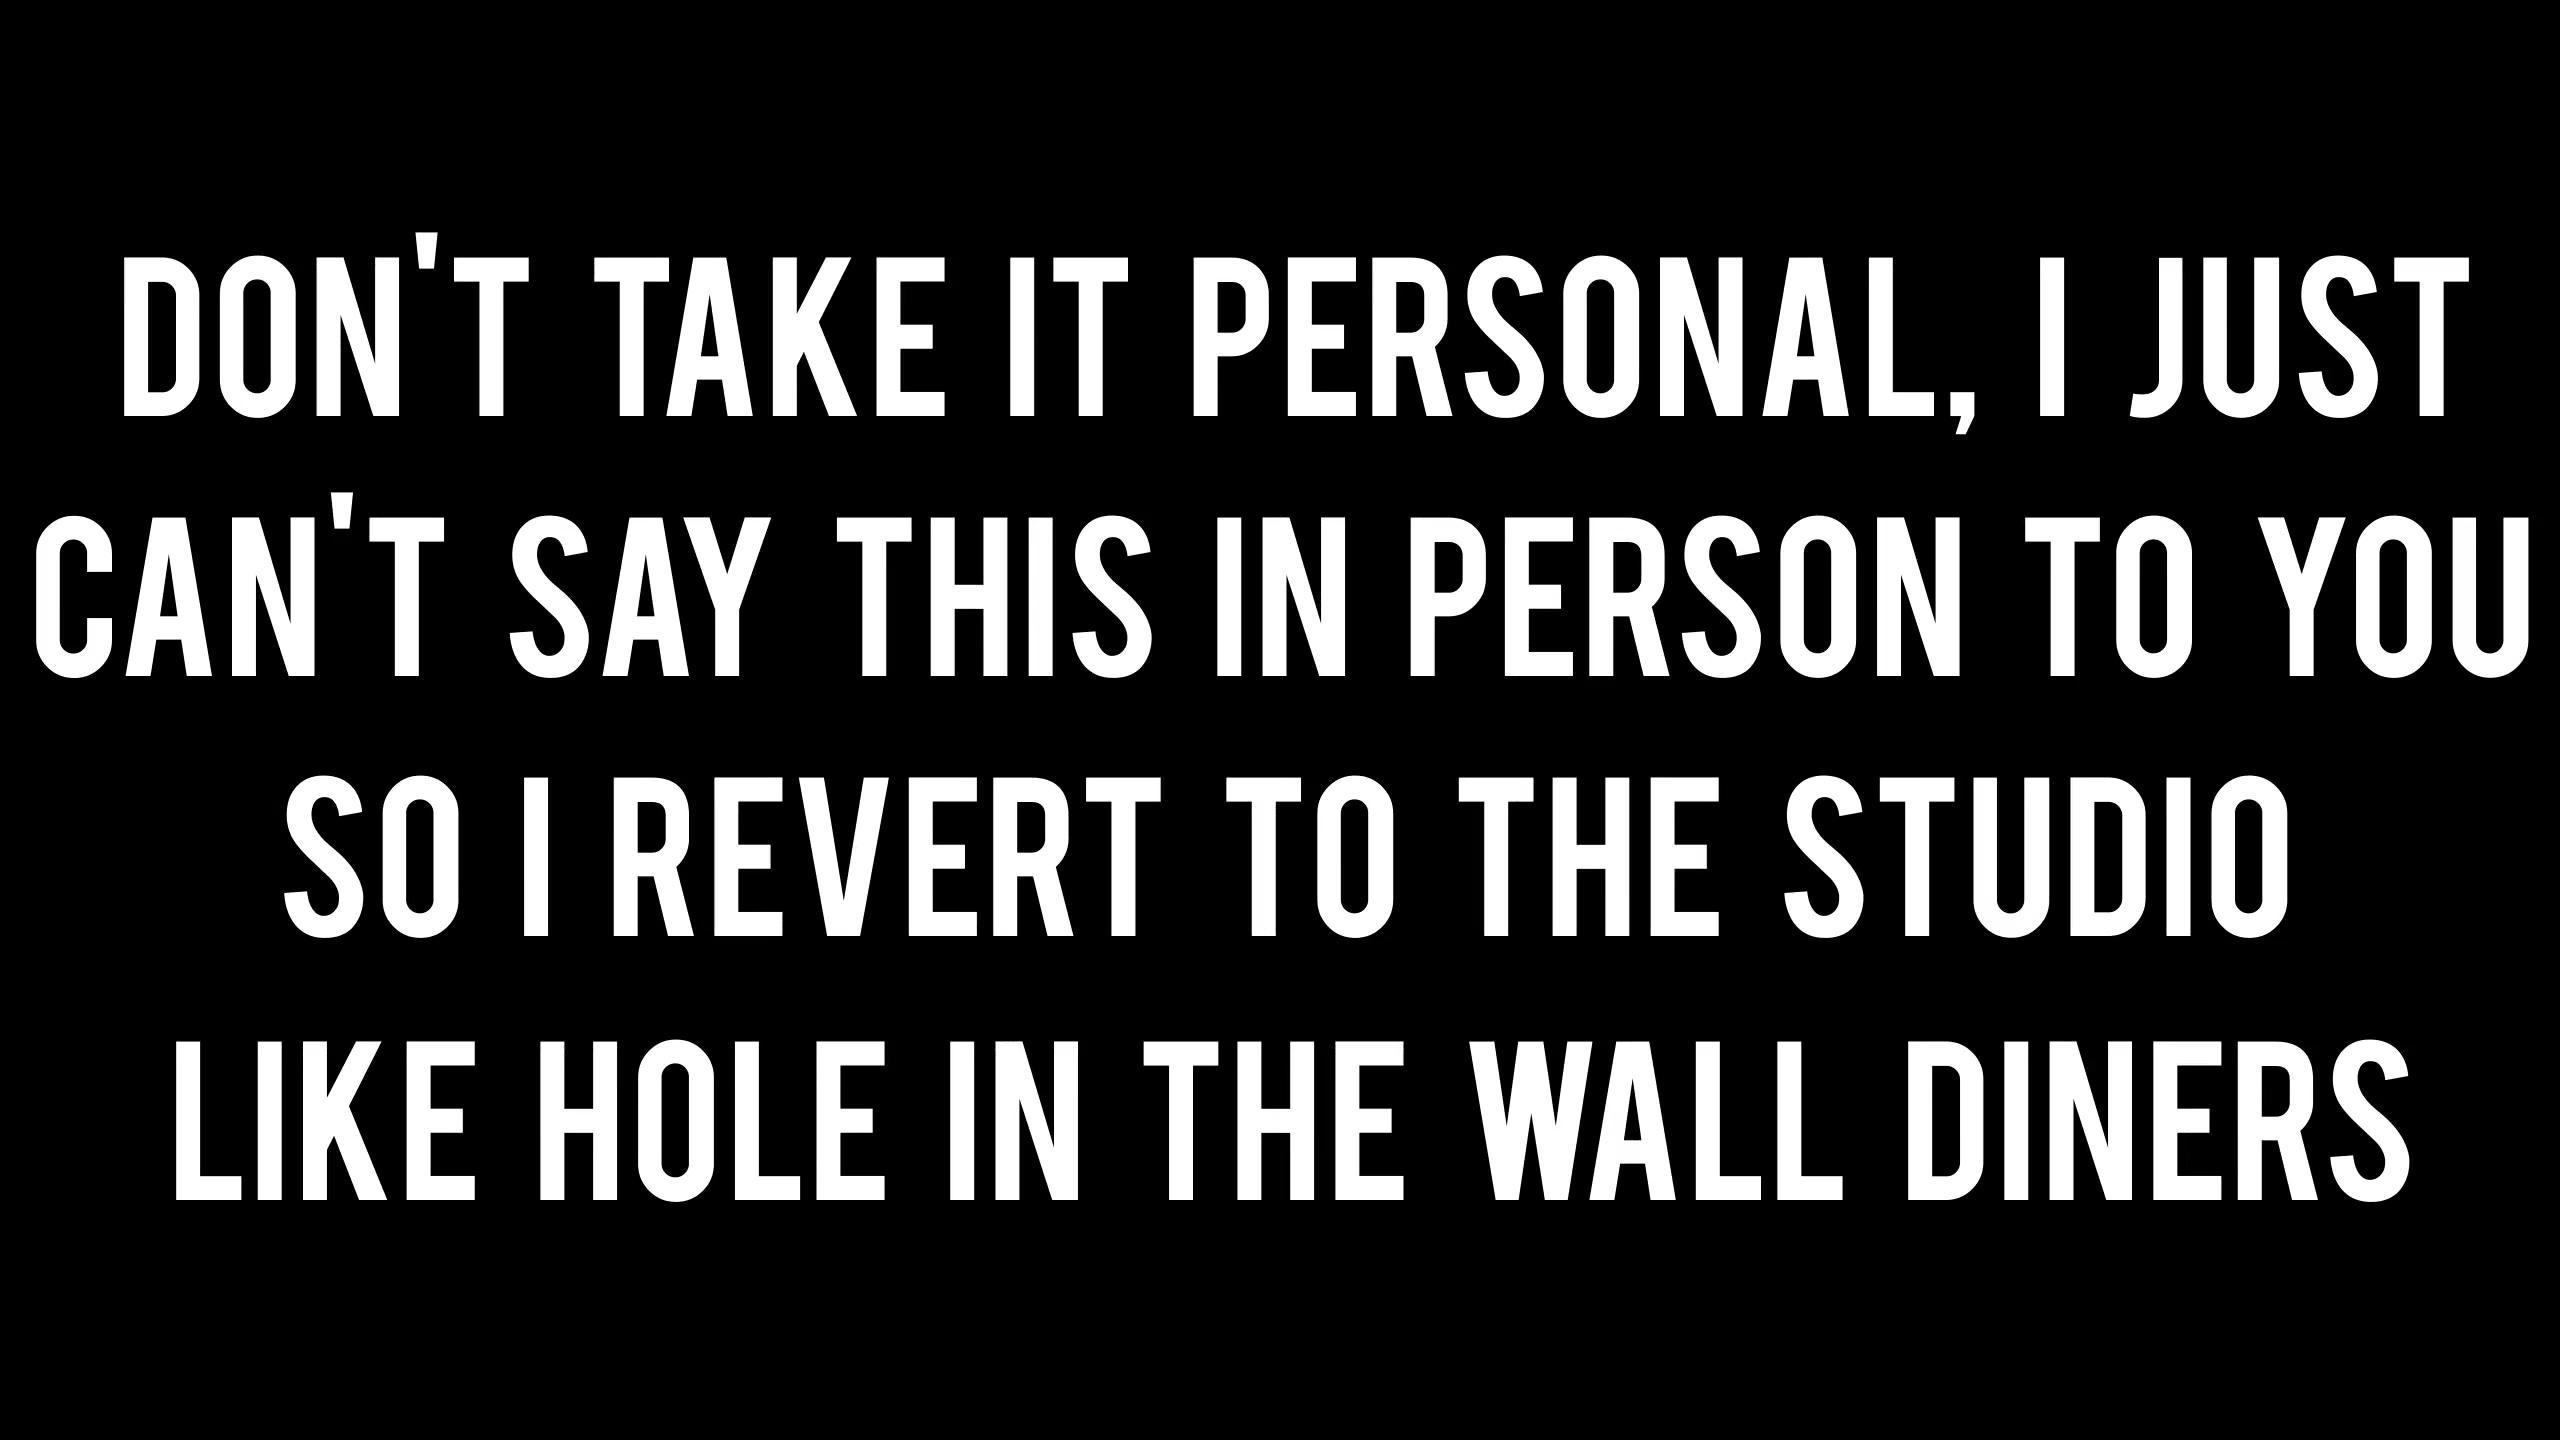 DON'T TAKE IT PERSONAL, I JUST
CAN'T SAY THIS IN PERSON TO YOU
SO I REVERT TO THE STUDIO
LIKE HOLE IN THE WALL DINERS